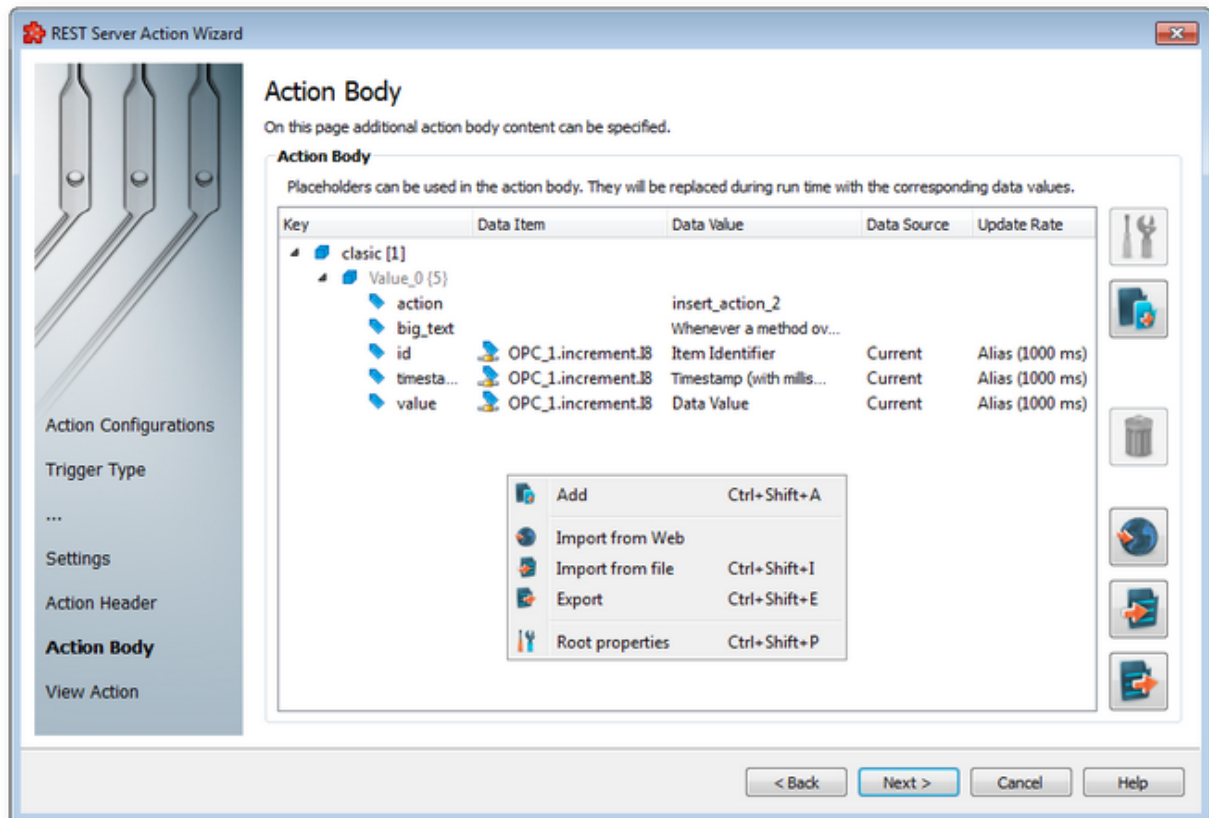 REST Server Action Wizard
Action Body
On this page additional action body content can be specified.
Action Body
Placeholders can be used in the action body. They will be replaced during run time with the corresponding data values.
Key Data Item Data Value Data Source Update Rate
clasic [1]
Value_0 {5}
action insert_action_2
big_text Whenever a method ov...
id OPC_1.increment.I8 Item Identifier Current Alias (1000 ms)
timesta... OPC_1.increment.I8 Timestamp (with millis... Current Alias (1000 ms)
value OPC_1.increment.I8 Data Value Current Alias (1000 ms)
Add Ctrl+Shift+A
Import from Web
Import from file Ctrl+Shift+I
Export Ctrl+Shift+E
Root properties Ctrl+Shift+P
Action Configurations
Trigger Type
...
Settings
Action Header
Action Body
View Action
< Back Next > Cancel Help